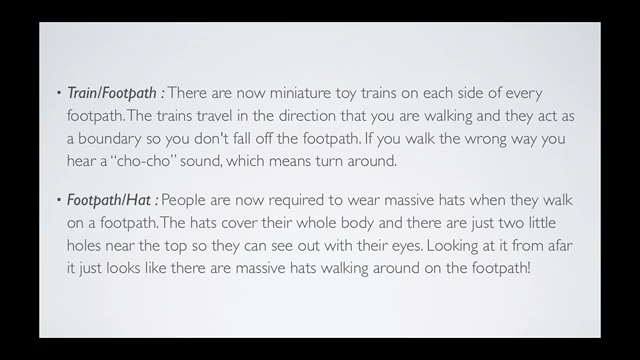 • Train/Footpath : There are now miniature toy trains on each side of every
footpath. The trains travel in the direction that you are walking and they act as
a boundary so you don't fall off the footpath. If you walk the wrong way you
hear a “cho-cho” sound, which means turn around.
• Footpath/Hat : People are now required to wear massive hats when they walk
on a footpath. The hats cover their whole body and there are just two little
holes near the top so they can see out with their eyes. Looking at it from afar
it just looks like there are massive hats walking around on the footpath!